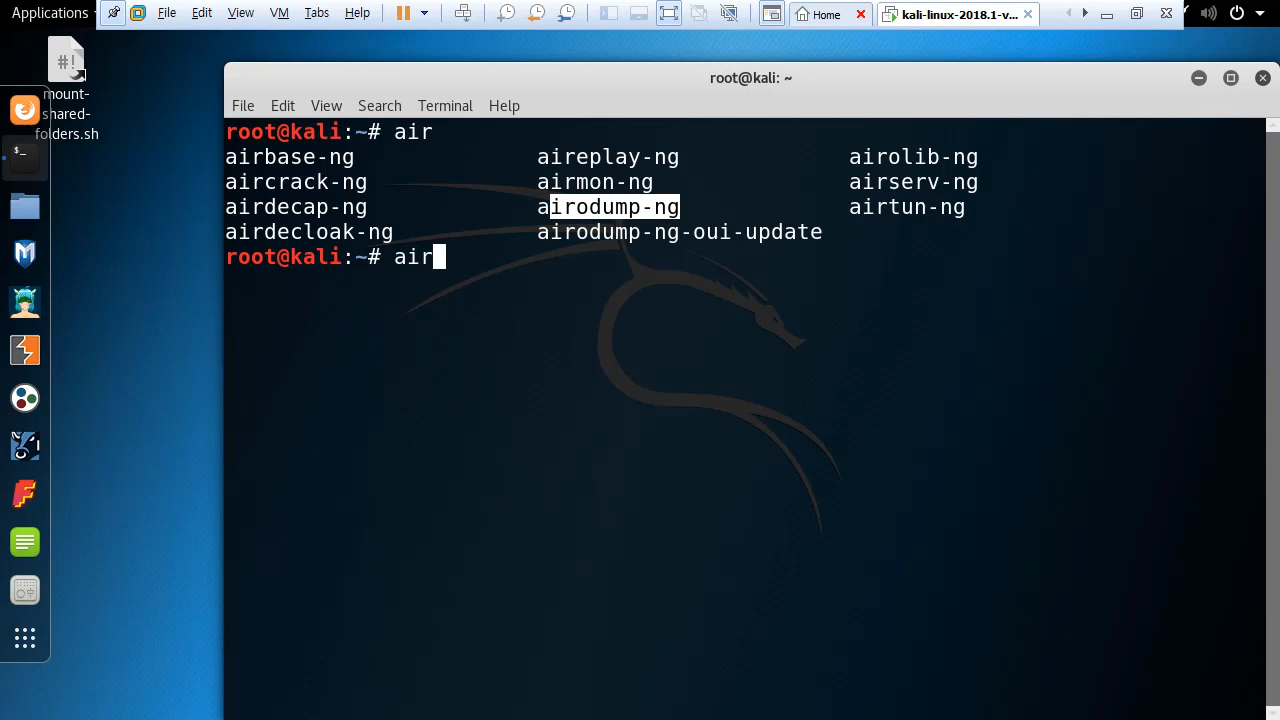 Applications File Edit View VM Tabs Help Home kali-linux-2018.1-v...
#!
mount-
shared-
folders.sh
root@kali: ~
File Edit View Search Terminal Help
root@kali:~# air
airbase-ng aireplay-ng airolib-ng
aircrack-ng airmon-ng airserv-ng
airdecap-ng airodump-ng airtun-ng
airdecloak-ng airodump-ng-oui-update
root@kali:~# air
$_